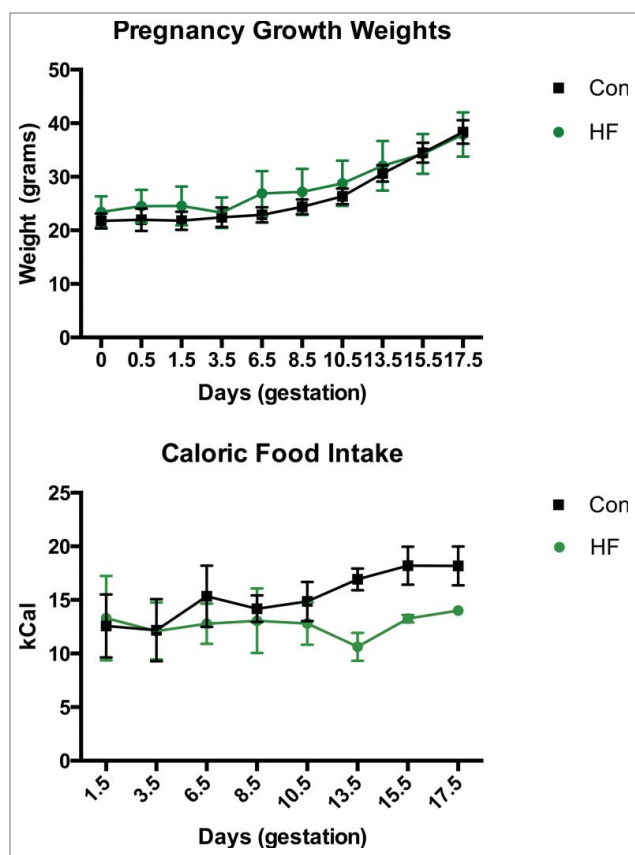 Pregnancy Growth Weights
50
40
30
20
10
0
Weight (grams)
0 0.5 1.5 3.5 6.5 8.5 10.5 13.5 15.5 17.5
Days (gestation)
Con
HF
Caloric Food Intake
25
20
15
10
5
0
kCal
1.5 3.5 6.5 8.5 10.5 13.5 15.5 17.5
Days (gestation)
Con
HF